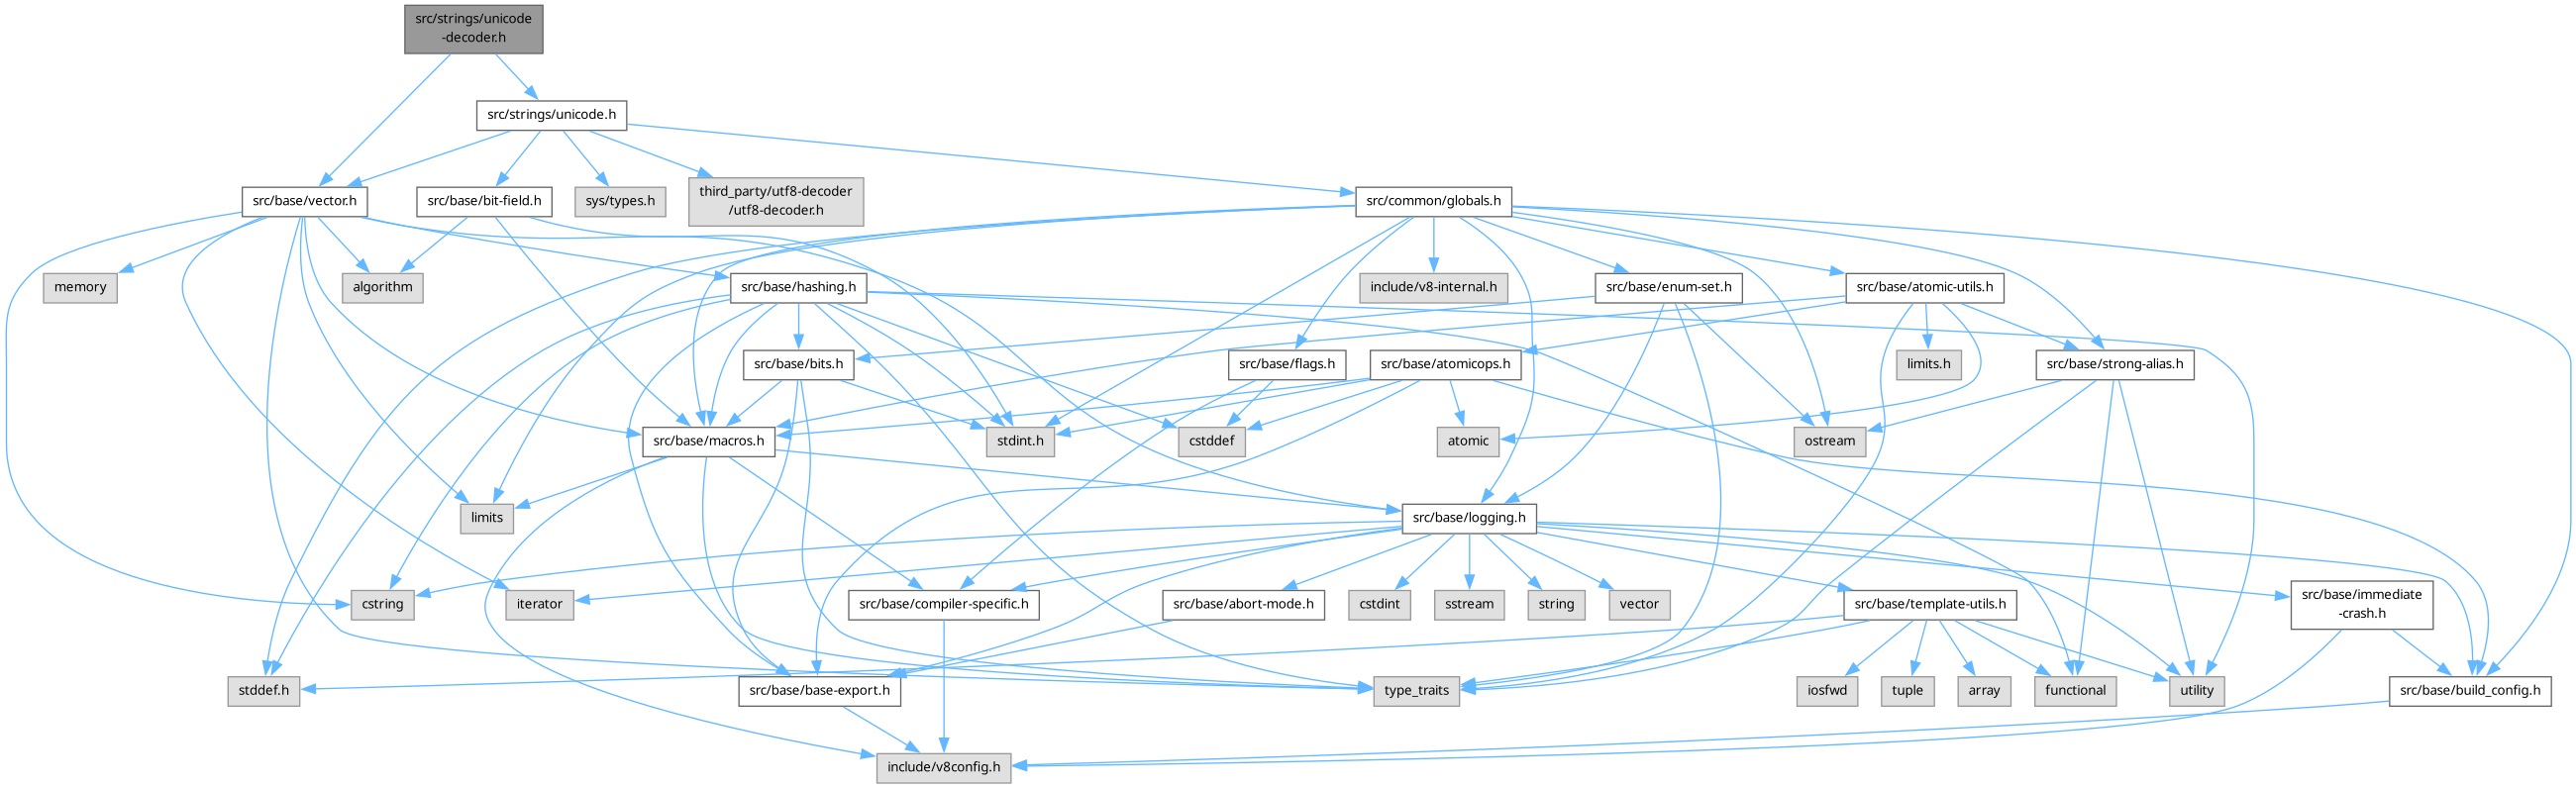 src/strings/unicode
-decoder.h
src/strings/unicode.h
src/base/vector.h
src/base/bit-field.h
sys/types.h
third_party/utf8-decoder
/utf8-decoder.h
src/common/globals.h
memory
algorithm
src/base/hashing.h
include/v8-internal.h
src/base/enum-set.h
src/base/atomic-utils.h
src/base/bits.h
src/base/flags.h
src/base/atomicops.h
limits.h
src/base/strong-alias.h
src/base/macros.h
stdint.h
cstddef
atomic
ostream
limits
src/base/logging.h
cstring
iterator
src/base/compiler-specific.h
src/base/abort-mode.h
cstdint
sstream
string
vector
src/base/template-utils.h
src/base/immediate
-crash.h
stddef.h
src/base/base-export.h
type_traits
iosfwd
tuple
array
functional
utility
src/base/build_config.h
include/v8config.h